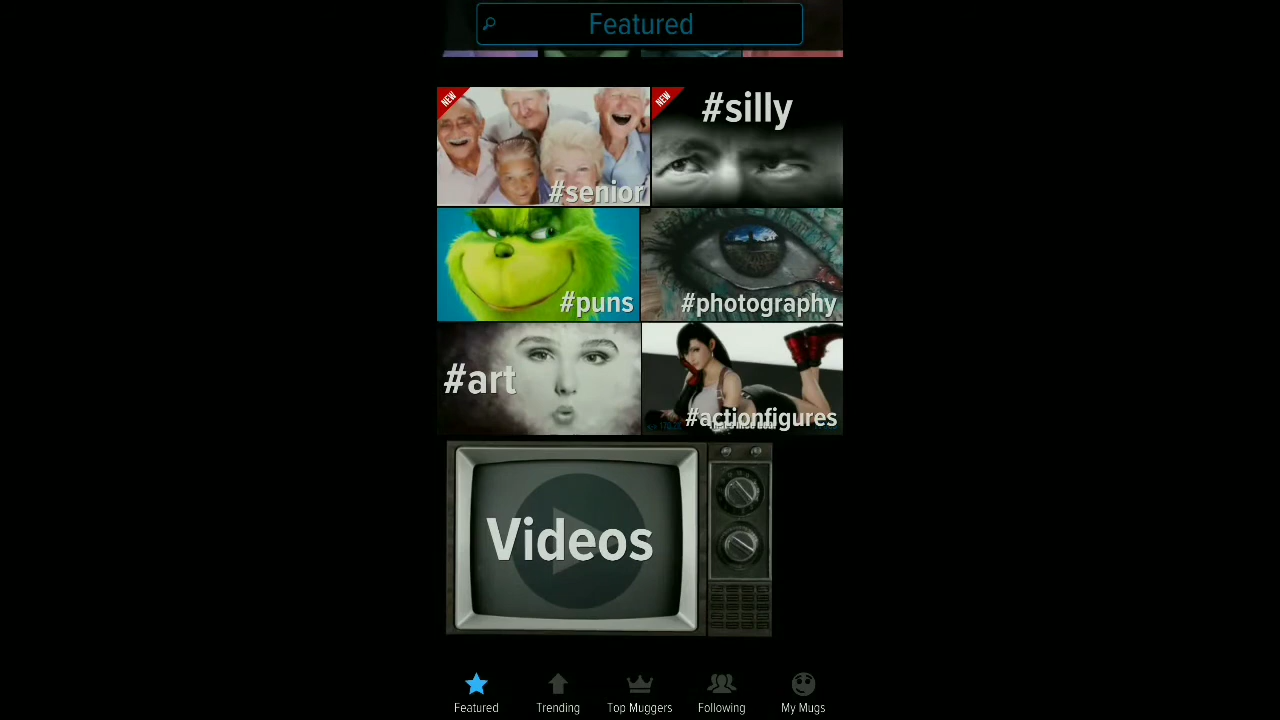 Featured
NEW
#senior
NEW
#silly
#puns
#photography
#art
#actionfigures
Videos
Featured
Trending
Top Muggers
Following
My Mugs